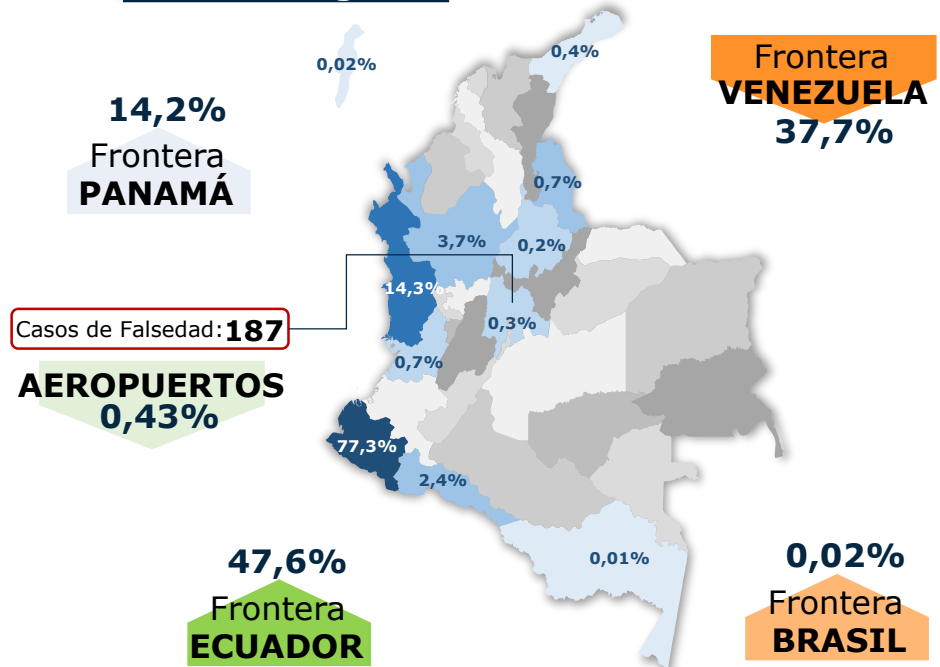 0,02%
0,4%
Frontera
VENEZUELA
37,7%
14,2%
Frontera
PANAMÁ
0,7%
3,7%
0,2%
14,3%
Casos de Falsedad: 187
0,3%
0,7%
AEROPUERTOS
0,43%
77,3%
2,4%
0,01%
47,6%
Frontera
ECUADOR
0,02%
Frontera
BRASIL